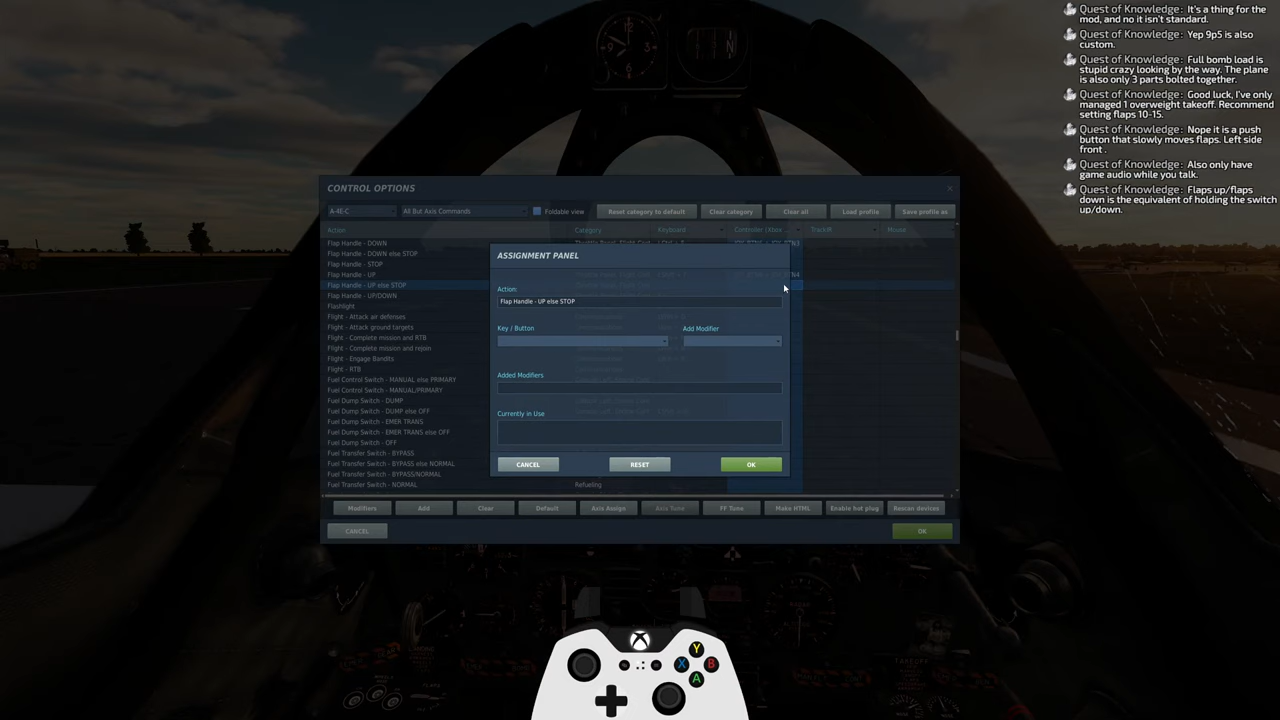 Quest of Knowledge: It's a thing for the
mod, and no it isn't standard.
Quest of Knowledge: Yep 9p5 is also
custom.
Quest of Knowledge: Full bomb load is
stupid crazy looking by the way. The plane
is also only 3 parts bolted together.
Quest of Knowledge: Good luck, I've only
managed 1 overweight takeoff. Recommend
setting flaps 10-15.
Quest of Knowledge: Nope it is a push
button that slowly moves flaps. Left side
front .
Quest of Knowledge: Also only have
game audio while you talk.
Quest of Knowledge: Flaps up/flaps
down is the equivalent of holding the switch
up/down.
CONTROL OPTIONS
A-4E-C All But Axis Commands Foldable view Reset category to default Clear category Clear all Load profile Save profile as
Action Category Keyboard Controller (Xbox ... TrackIR Mouse
Flap Handle - DOWN
Flap Handle - DOWN else STOP
Flap Handle - STOP
Flap Handle - UP
Flap Handle - UP else STOP
Flap Handle - UP/DOWN
Flashlight
Flight - Attack air defenses
Flight - Attack ground targets
Flight - Complete mission and RTB
Flight - Complete mission and rejoin
Flight - Engage Bandits
Flight - RTB
Fuel Control Switch - MANUAL else PRIMARY
Fuel Control Switch - MANUAL/PRIMARY
Fuel Dump Switch - DUMP
Fuel Dump Switch - DUMP else OFF
Fuel Dump Switch - EMER TRANS
Fuel Dump Switch - EMER TRANS else OFF
Fuel Dump Switch - OFF
Fuel Transfer Switch - BYPASS
Fuel Transfer Switch - BYPASS else NORMAL
Fuel Transfer Switch - BYPASS/NORMAL
Fuel Transfer Switch - NORMAL Refueling
ASSIGNMENT PANEL
Action:
Flap Handle - UP else STOP
Key / Button Add Modifier
Added Modifiers
Currently in Use
CANCEL RESET OK
Modifiers Add Clear Default Axis Assign Axis Tune FF Tune Make HTML Enable hot plug Rescan devices
CANCEL OK
Y
X B
A